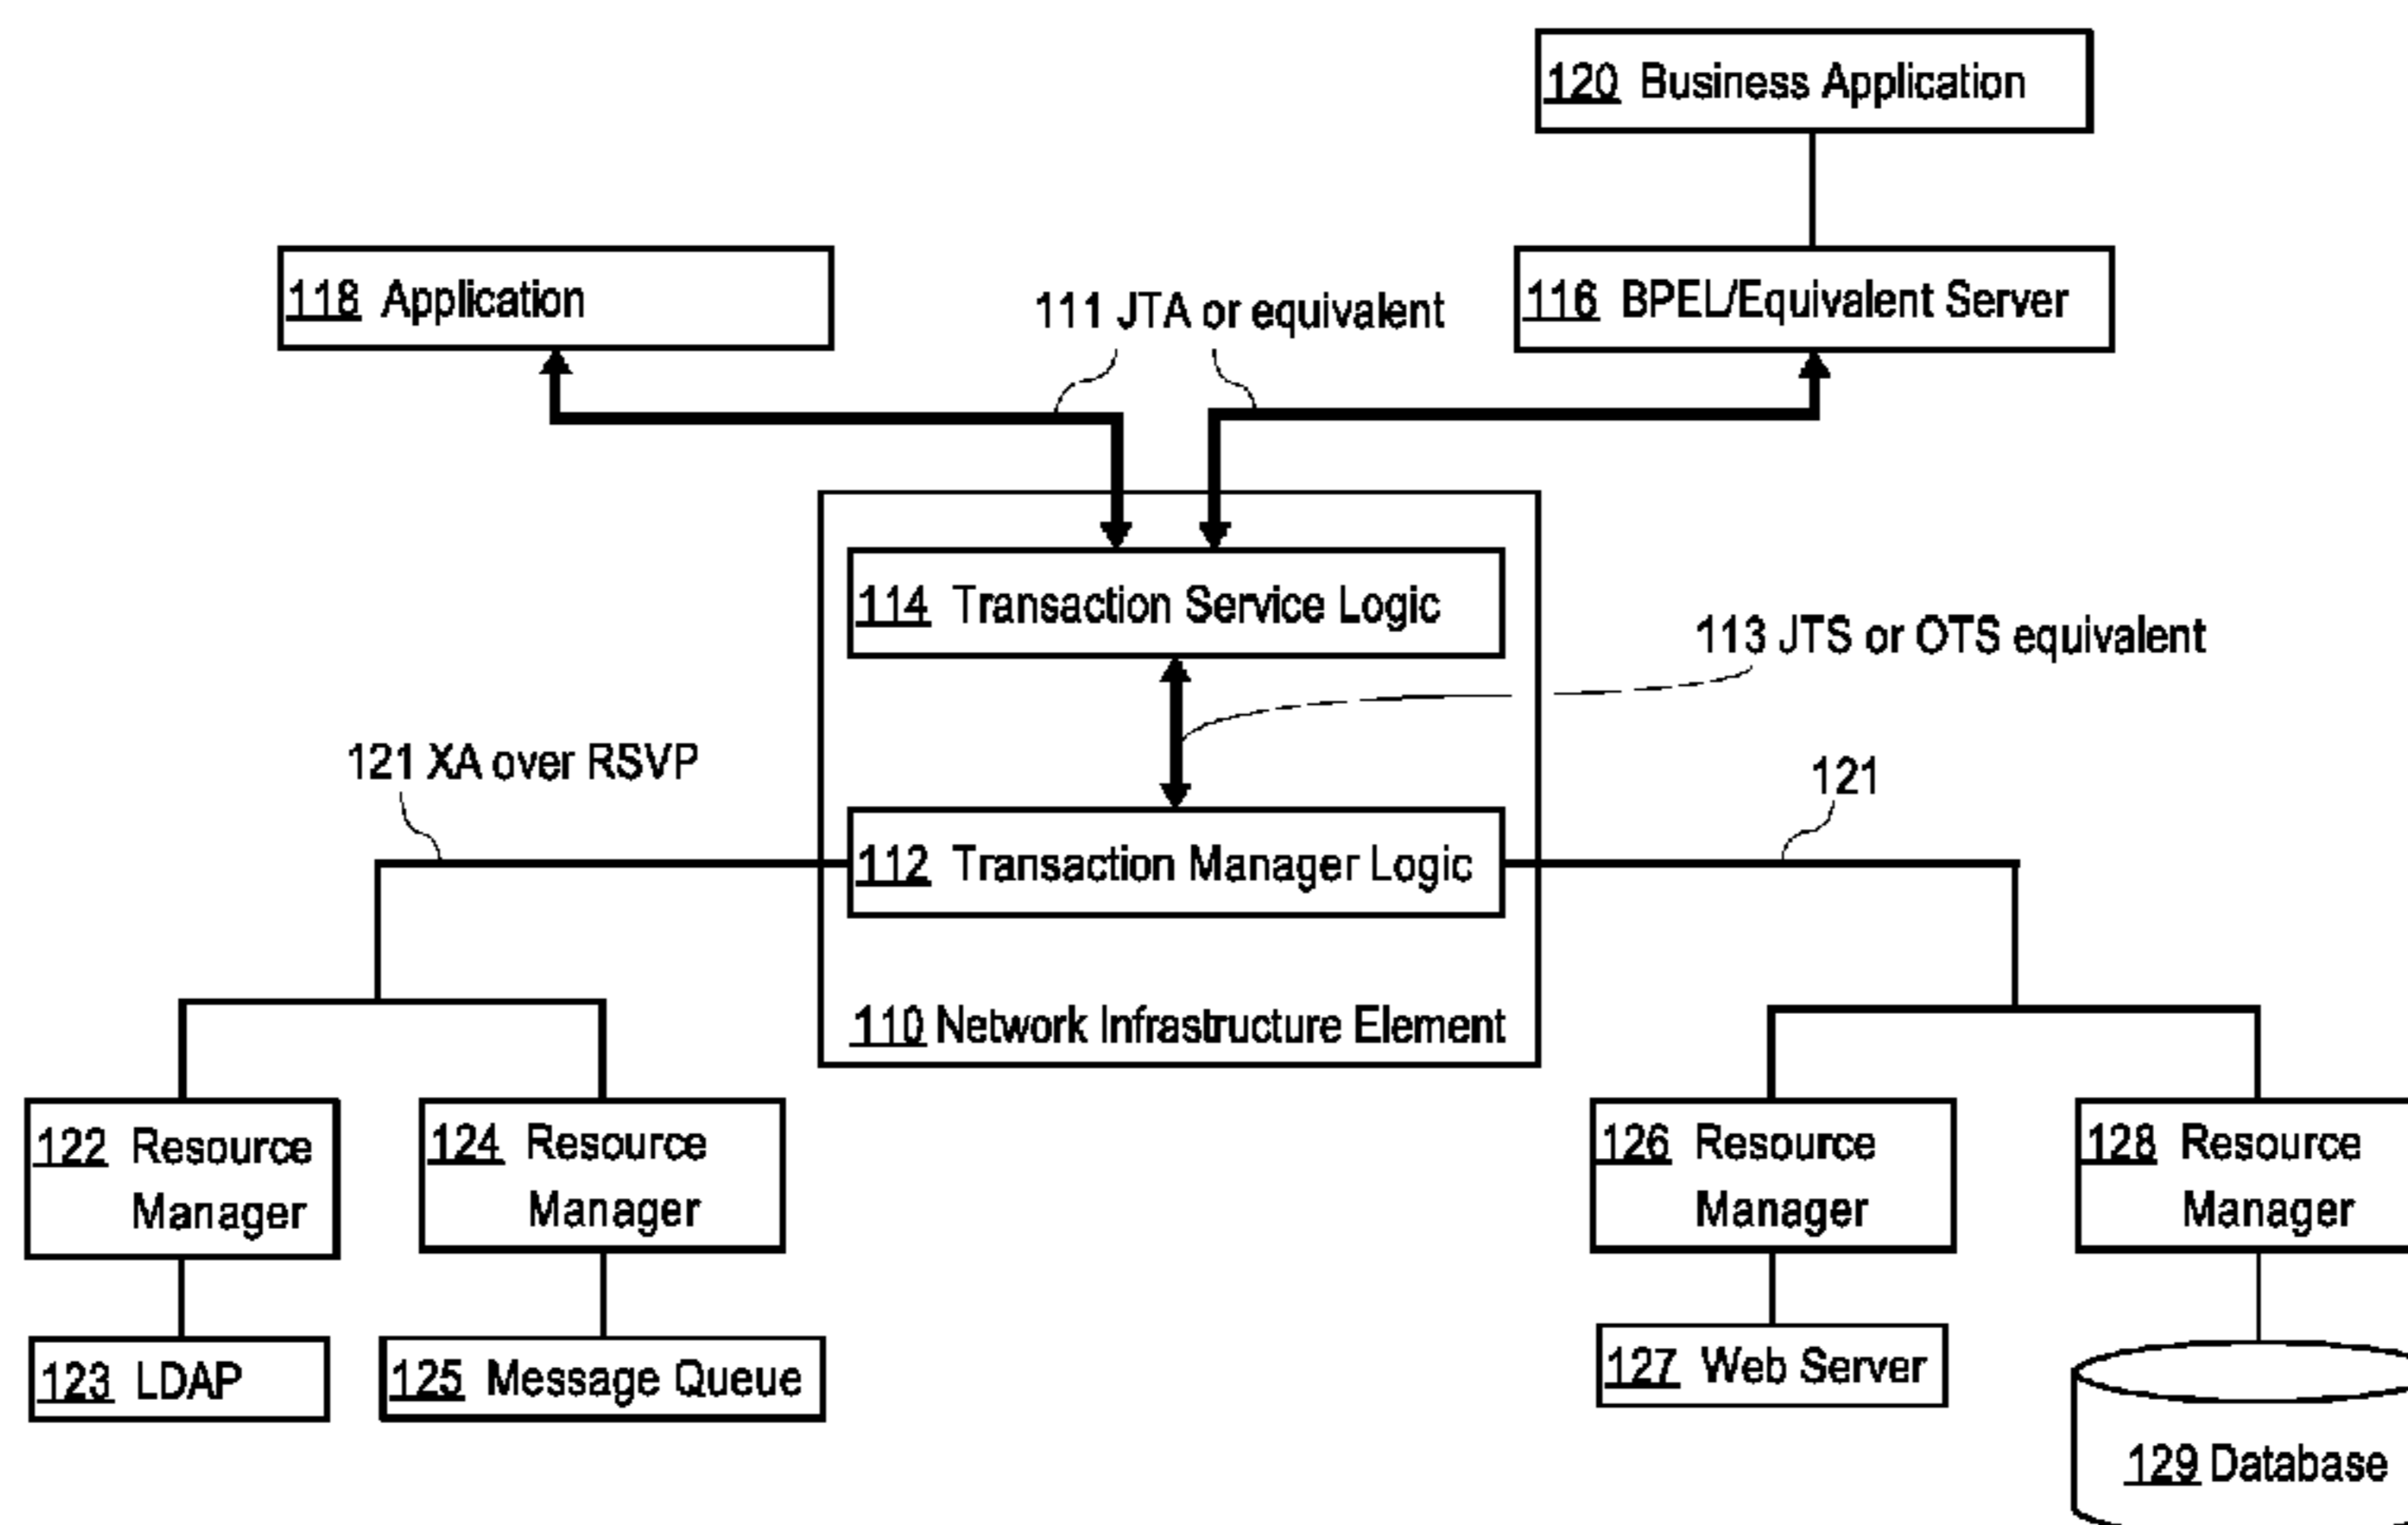 120 Business Application
118 Application
111 JTA or equivalent
116 BPEL/Equivalent Server
114 Transaction Service Logic
113 JTS or OTS equivalent
121 XA over RSVP
121
112 Transaction Manager Logic
110 Network Infrastructure Element
122 Resource
Manager
124 Resource
Manager
126 Resource
Manager
128 Resource
Manager
123 LDAP
125 Message Queue
127 Web Server
129 Database